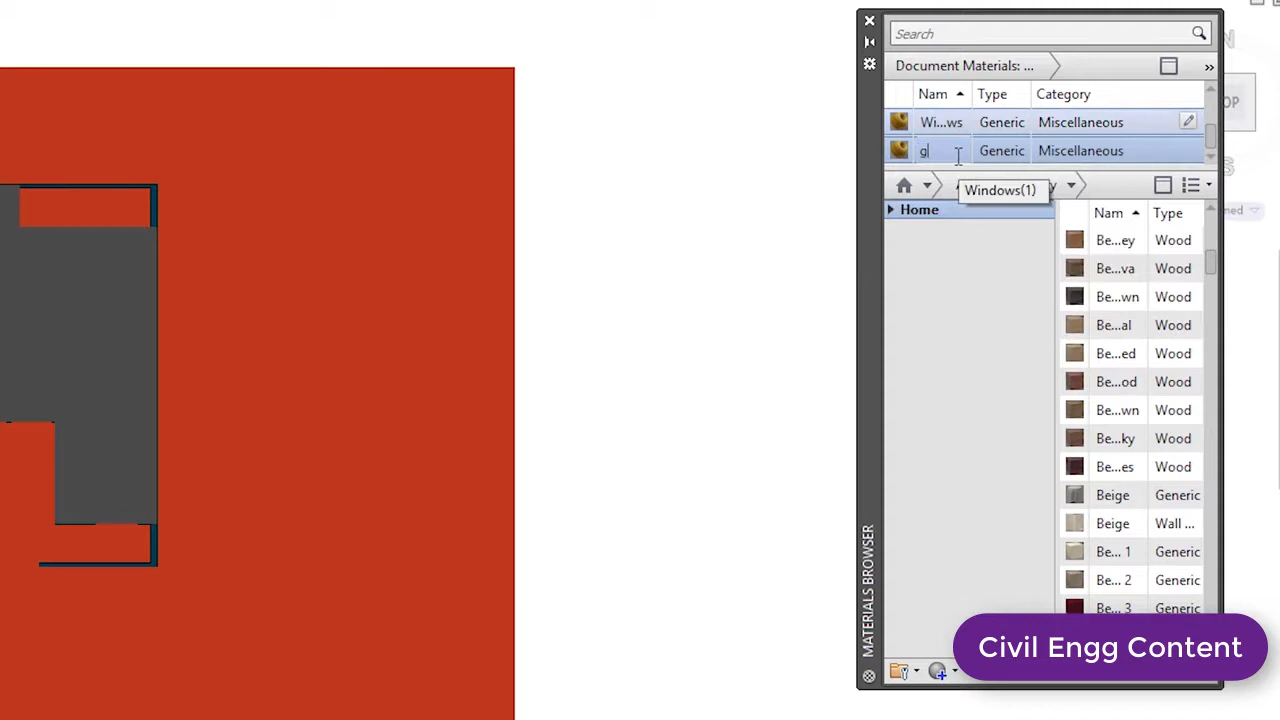 Search
Document Materials: ...
Nam Type Category
Wi...ws Generic Miscellaneous
gl Generic Miscellaneous
Windows(1)
Home
Nam Type
Be...ey Wood
Be...va Wood
Be...wn Wood
Be...al Wood
Be...ed Wood
Be...od Wood
Be...wn Wood
Be...ky Wood
Be...es Wood
Beige Generic
Beige Wall ...
Be... 1 Generic
Be... 2 Generic
Be... 3 Generic
MATERIALS BROWSER
Civil Engg Content